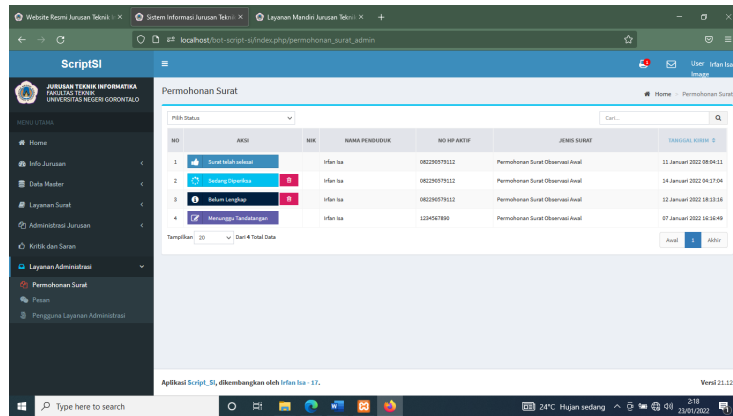 Website Resmi Jurusan Teknik I
Sistem Informasi Jurusan Teknik
Layanan Mandiri Jurusan Teknik
localhost/bot-script-si/index.php/permohonan_surat_admin
ScriptSI
User Image
Irfan Isa
JURUSAN TEKNIK INFORMATIKA
FAKULTAS TEKNIK
UNIVERSITAS NEGERI GORONTALO
MENU UTAMA
Home
Info Jurusan
Data Master
Layanan Surat
Administrasi Jurusan
Kritik dan Saran
Layanan Administrasi
Permohonan Surat
Pesan
Pengguna Layanan Administrasi
Permohonan Surat
Home Permohonan Surat
Pilih Status
Cari...
NO AKSI NIK NAMA PENDUDUK NO HP AKTIF JENIS SURAT TANGGAL KIRIM
1 Surat telah selesai Irfan Isa 082290579112 Permohonan Surat Observasi Awal 11 Januari 2022 08:04:11
2 Sedang Diperiksa Irfan Isa 082290579112 Permohonan Surat Observasi Awal 14 Januari 2022 04:17:04
3 Belum Lengkap Irfan Isa 082290579112 Permohonan Surat Observasi Awal 12 Januari 2022 18:13:16
4 Menunggu Tandatangan Irfan Isa 1234567890 Permohonan Surat Observasi Awal 07 Januari 2022 16:16:49
Tampilkan 20 Dari 4 Total Data
Awal 1 Akhir
Aplikasi Script_SI, dikembangkan oleh Irfan Isa - 17.
Versi 21.12
Type here to search
24°C Hujan sedang
2:18
23/01/2022